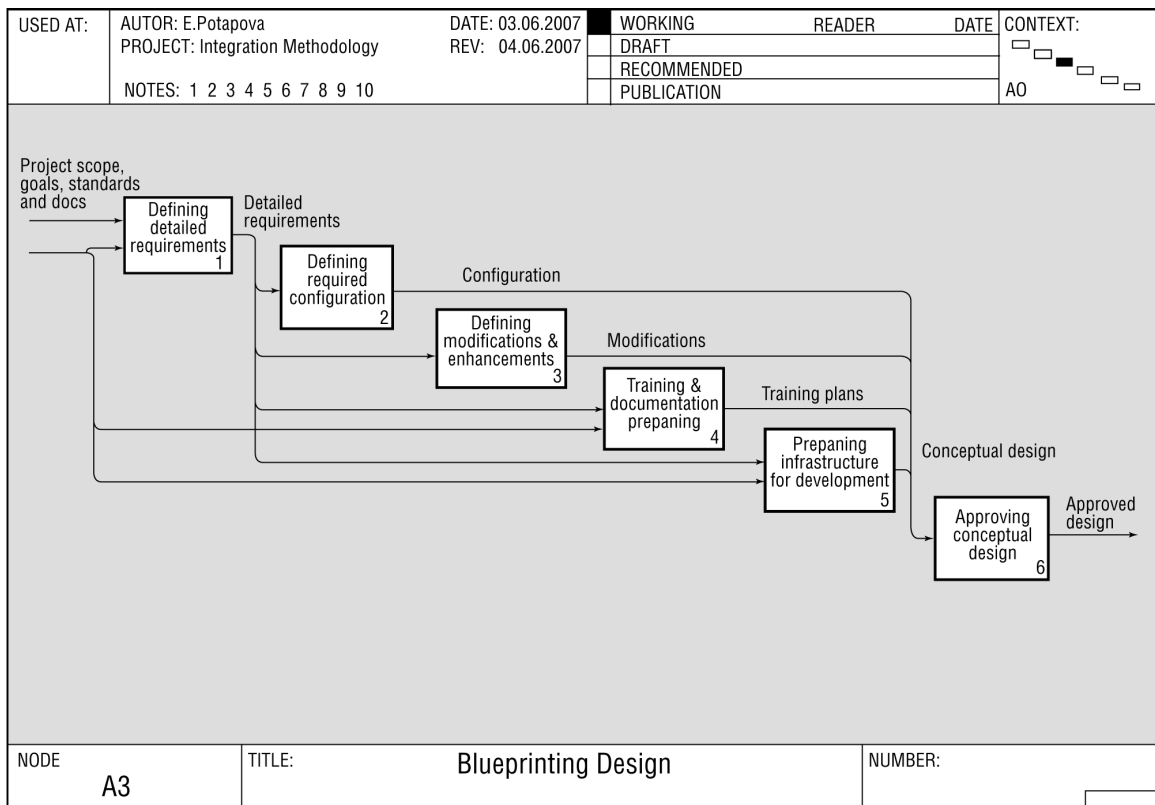 USED AT:
AUTOR: E.Potapova
DATE: 03.06.2007
PROJECT: Integration Methodology
REV: 04.06.2007
NOTES: 1 2 3 4 5 6 7 8 9 10
WORKING READER DATE
DRAFT
RECOMMENDED
PUBLICATION
CONTEXT:
AO
Project scope,
goals, standards
and docs
Defining
detailed
requirements
1
Detailed
requirements
Defining
required
configuration
2
Configuration
Defining
modifications &
enhancements
3
Modifications
Training &
documentation
prepaning
4
Training plans
Prepaning
infrastructure
for development
5
Conceptual design
Approving
conceptual
design
6
Approved
design
NODE
A3
TITLE:
Blueprinting Design
NUMBER: